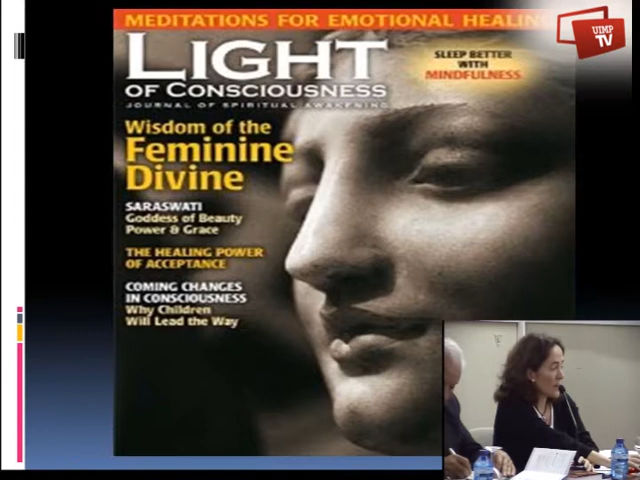 MEDITATIONS FOR EMOTIONAL HEALING
UIMP
TV
LIGHT
OF CONSCIOUSNESS
JOURNAL OF SPIRITUAL AWAKENING
SLEEP BETTER
WITH
MINDFULNESS
Wisdom of the
Feminine
Divine
SARASWATI
Goddess of Beauty
Power & Grace
THE HEALING POWER
OF ACCEPTANCE
COMING CHANGES
IN CONSCIOUSNESS
Why Children
Will Lead the Way